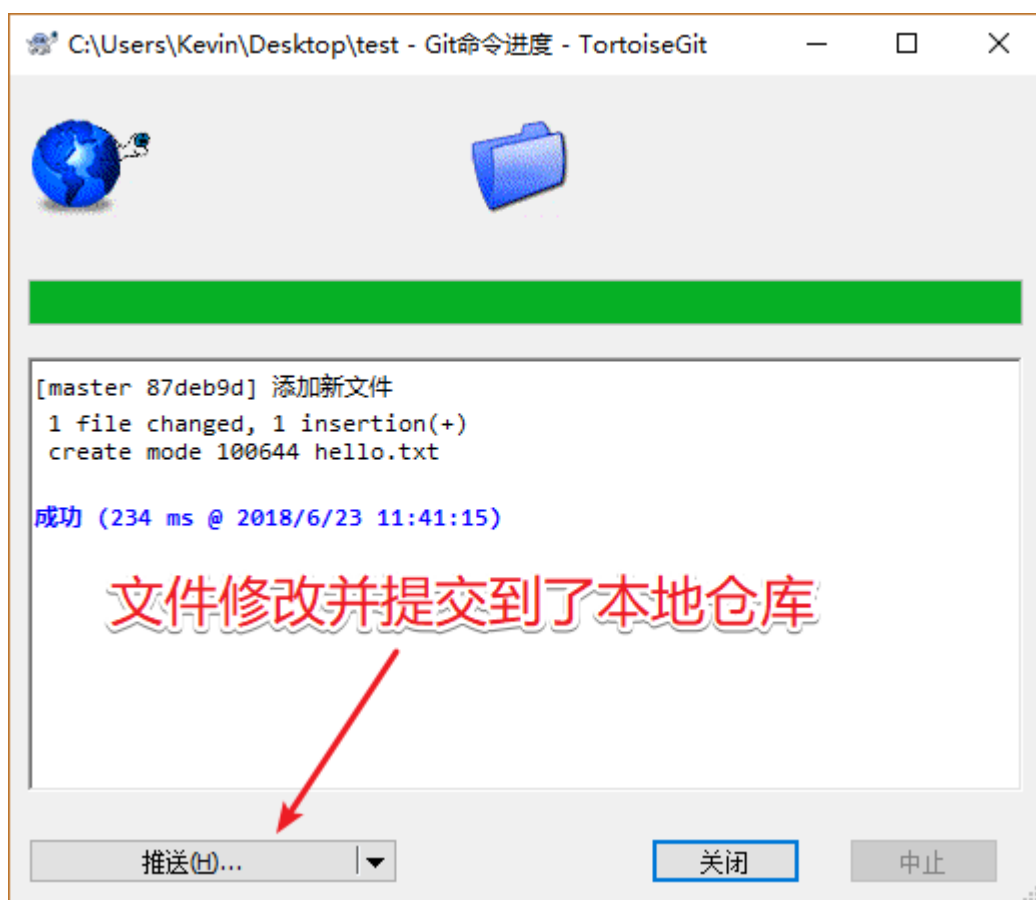 C:\Users\Kevin\Desktop\test - Git命令进度 - TortoiseGit
[master 87deb9d] 添加新文件
1 file changed, 1 insertion(+)
create mode 100644 hello.txt
成功 (234 ms @ 2018/6/23 11:41:15)
文件修改并提交到了本地仓库
推送(H)...
关闭
中止